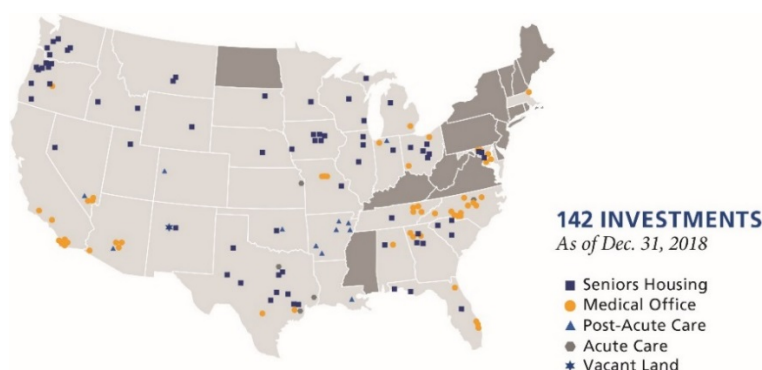 142 INVESTMENTS
As of Dec. 31, 2018
Seniors Housing
Medical Office
Post-Acute Care
Acute Care
Vacant Land